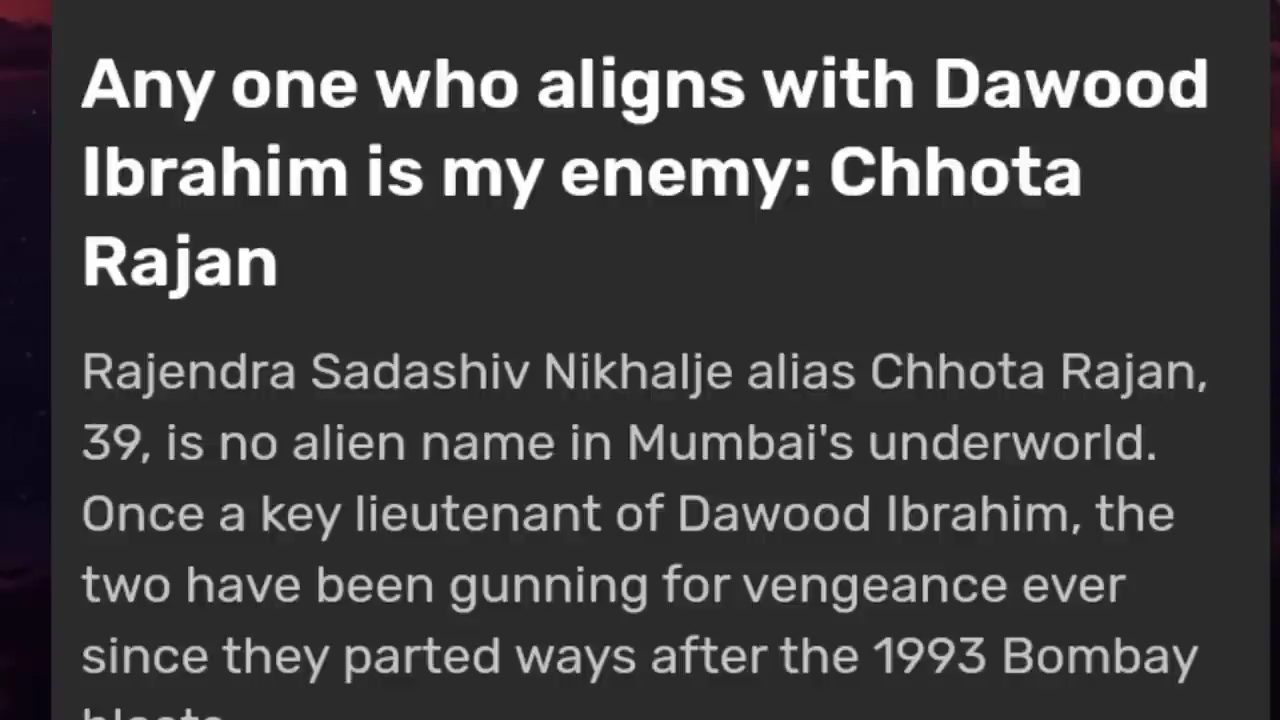 Any one who aligns with Dawood
Ibrahim is my enemy: Chhota
Rajan
Rajendra Sadashiv Nikhalje alias Chhota Rajan,
39, is no alien name in Mumbai's underworld.
Once a key lieutenant of Dawood Ibrahim, the
two have been gunning for vengeance ever
since they parted ways after the 1993 Bombay